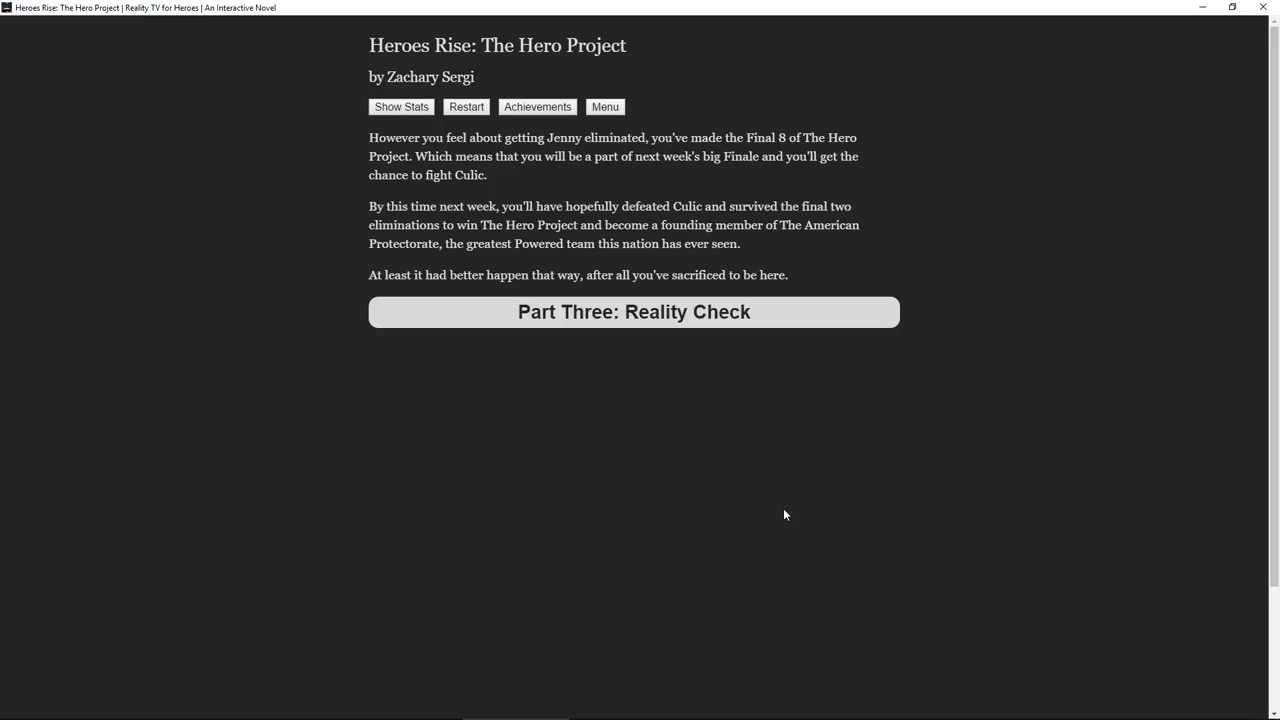 Heroes Rise: The Hero Project | Reality TV for Heroes | An Interactive Novel
Heroes Rise: The Hero Project
by Zachary Sergi
Show Stats Restart Achievements Menu
However you feel about getting Jenny eliminated, you've made the Final 8 of The Hero
Project. Which means that you will be a part of next week's big Finale and you'll get the
chance to fight Culic.
By this time next week, you'll have hopefully defeated Culic and survived the final two
eliminations to win The Hero Project and become a founding member of The American
Protectorate, the greatest Powered team this nation has ever seen.
At least it had better happen that way, after all you've sacrificed to be here.
Part Three: Reality Check